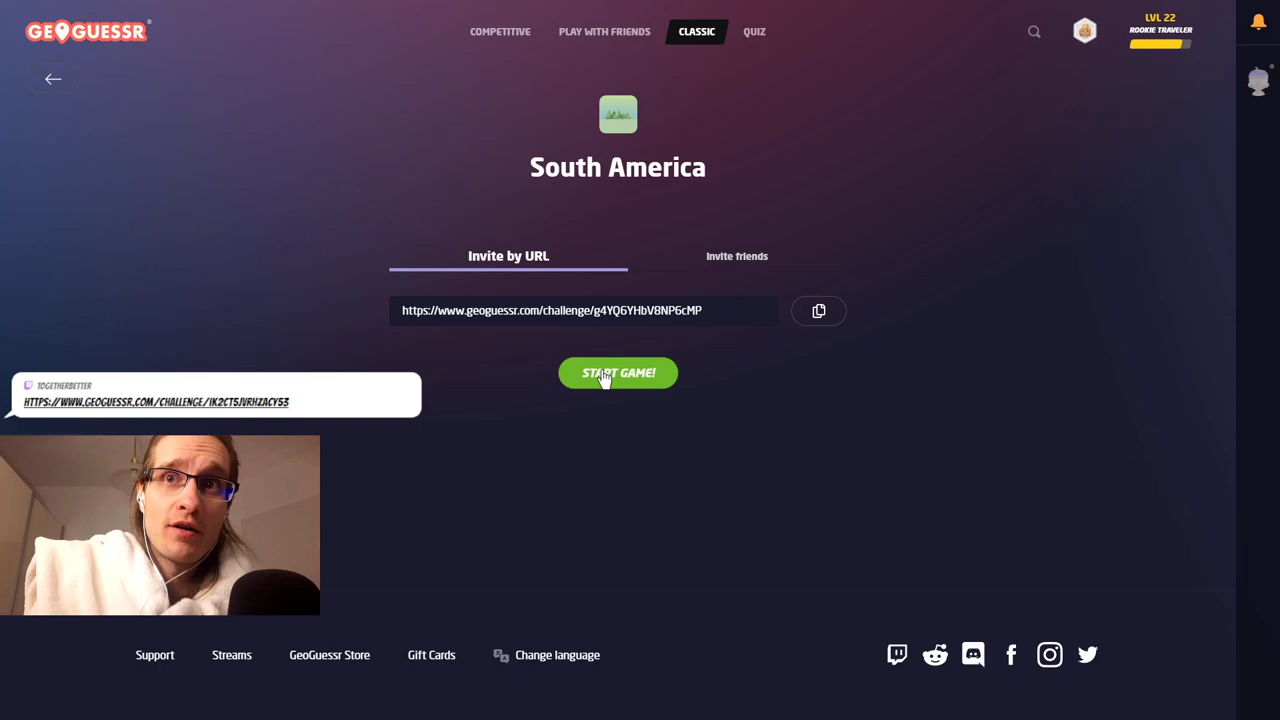 GEOGUESSR
COMPETITIVE
PLAY WITH FRIENDS
CLASSIC
QUIZ
LVL 22
ROOKIE TRAVELER
South America
Invite by URL
Invite friends
https://www.geoguessr.com/challenge/g4YQ6YHbV8NP6cMP
START GAME!
TOGETHERBETTER
HTTPS://WWW.GEOGUESSR.COM/CHALLENGE/IK2CT5JVRHZACY53
Support
Streams
GeoGuessr Store
Gift Cards
Change language